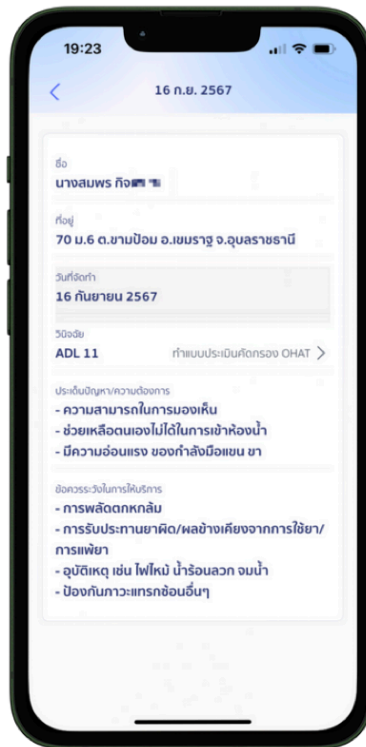 19:23
16 ก.ย. 2567
ชื่อ
นางสมพร
ที่อยู่
70 ม.6 ต.ขามป้อม อ.เขมราฐ จ.อุบลราชธานี
วันที่จัดทำ
16 กันยายน 2567
วินิจฉัย
ADL 11 ทำแบบประเมินคัดกรอง OHAT
ประเด็นปัญหา/ความต้องการ
- ความสามารถในการมองเห็น
- ช่วยเหลือตนเองไม่ได้ในการเข้าห้องน้ำ
- มีความอ่อนแรง ของกำลังมือแขน ขา
ข้อควรระวังในการให้บริการ
- การพลัดตกหกล้ม
- การรับประทานยาผิด/ผลข้างเคียงจากการใช้ยา/
การแพ้ยา
- อุบัติเหตุ เช่น ไฟไหม้ น้ำร้อนลวก จมน้ำ
- ป้องกันภาวะแทรกซ้อนอื่นๆ